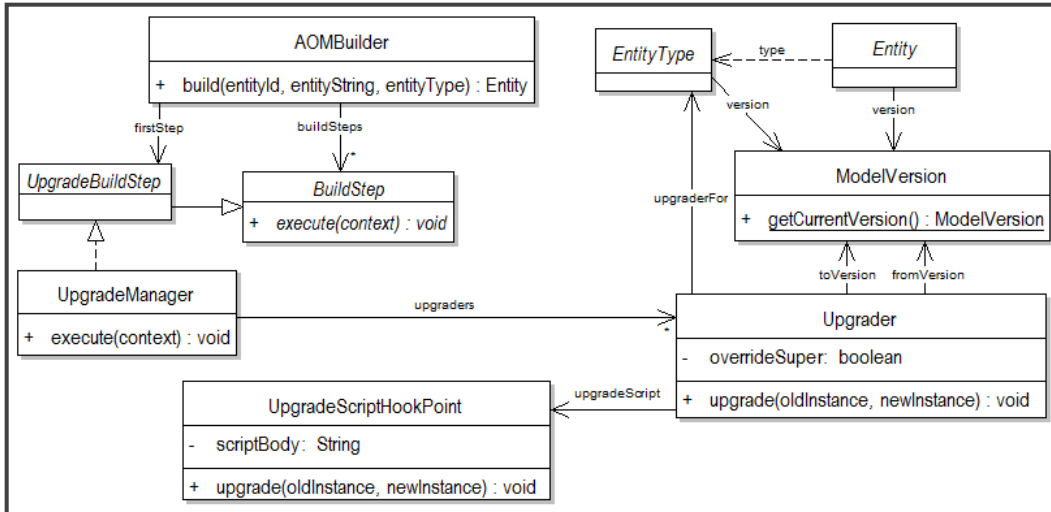 AOMBuilder
+ build(entityId, entityString, entityType) : Entity
EntityType
type
Entity
firstStep
buildSteps
*
version
version
UpgradeBuildStep
BuildStep
+ execute(context) : void
ModelVersion
+ getCurrentVersion() : ModelVersion
upgraderFor
toVersion
fromVersion
UpgradeManager
+ execute(context) : void
upgraders
*
Upgrader
- overrideSuper: boolean
+ upgrade(oldInstance, newInstance) : void
upgradeScript
UpgradeScriptHookPoint
- scriptBody: String
+ upgrade(oldInstance, newInstance) : void